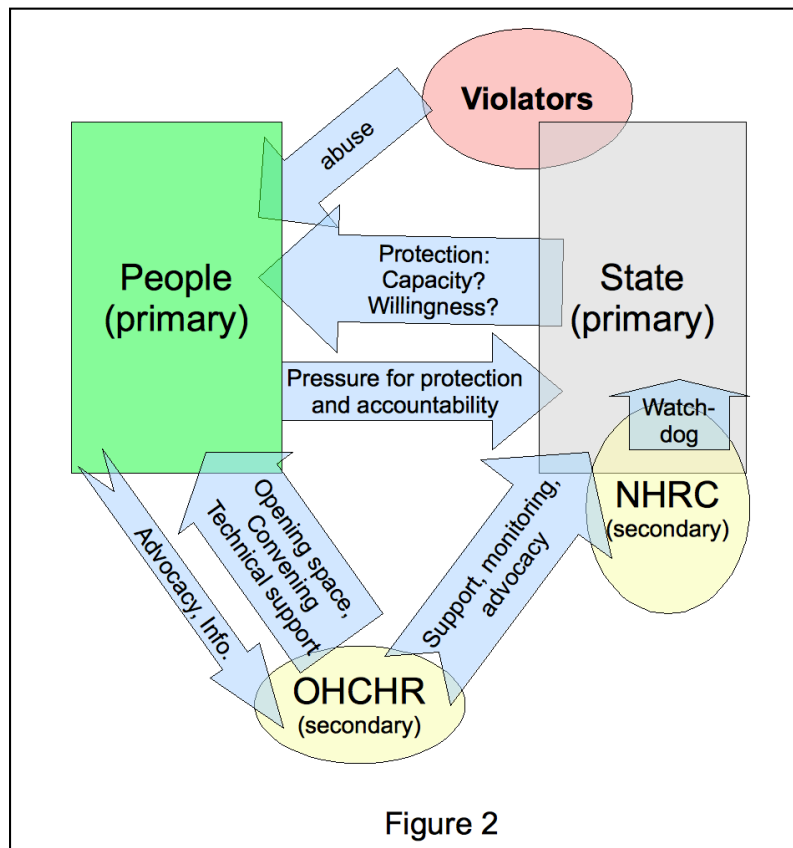 Violators
abuse
People
(primary)
Protection:
Capacity?
Willingness?
State
(primary)
Pressure for protection
and accountability
Watch-
dog
NHRC
(secondary)
Advocacy, Info.
Opening space,
Convening
Technical support
Support, monitoring,
advocacy
OHCHR
(secondary)
Figure 2